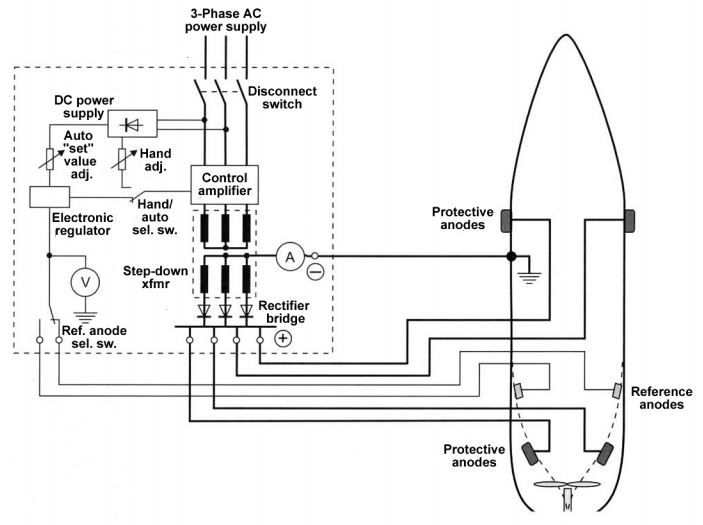 3-Phase AC
power supply
Disconnect
switch
DC power
supply
Auto
"set"
value
adj.
Hand
adj.
Control
amplifier
Electronic
regulator
Hand/
auto
sel. sw.
Protective
anodes
Step-down
xfmr
A
−
V
Rectifier
bridge
+
Ref. anode
sel. sw.
Reference
anodes
Protective
anodes